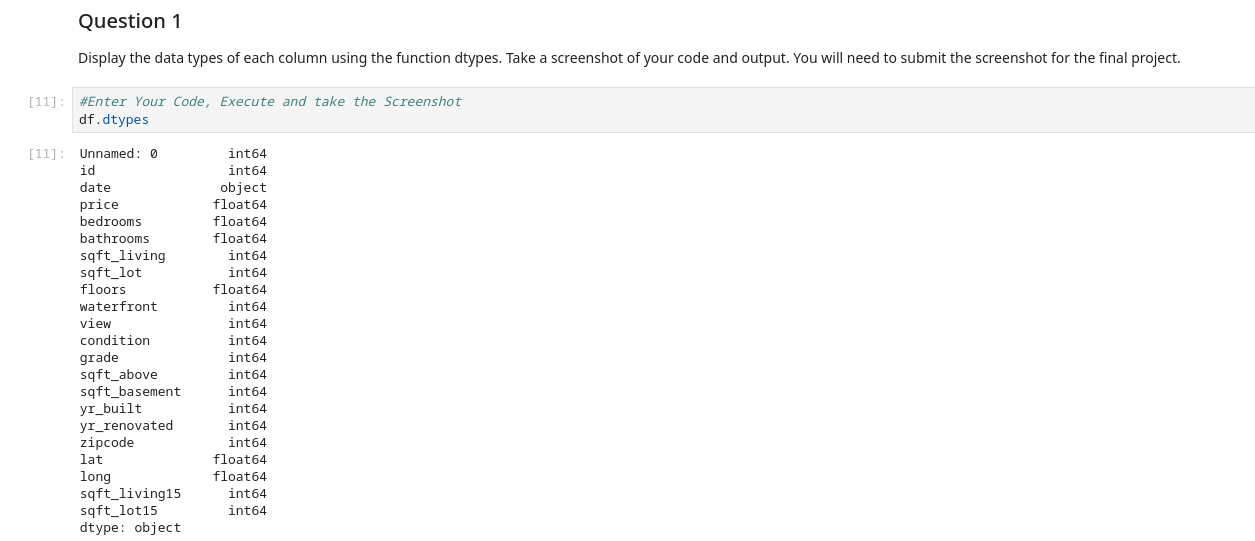 Question 1
Display the data types of each column using the function dtypes. Take a screenshot of your code and output. You will need to submit the screenshot for the final project.
[11]: #Enter Your Code, Execute and take the Screenshot
df.dtypes
[11]: Unnamed: 0         int64
id                 int64
date              object
price            float64
bedrooms         float64
bathrooms        float64
sqft_living        int64
sqft_lot           int64
floors           float64
waterfront         int64
view               int64
condition          int64
grade              int64
sqft_above         int64
sqft_basement      int64
yr_built           int64
yr_renovated       int64
zipcode            int64
lat              float64
long             float64
sqft_living15      int64
sqft_lot15         int64
dtype: object